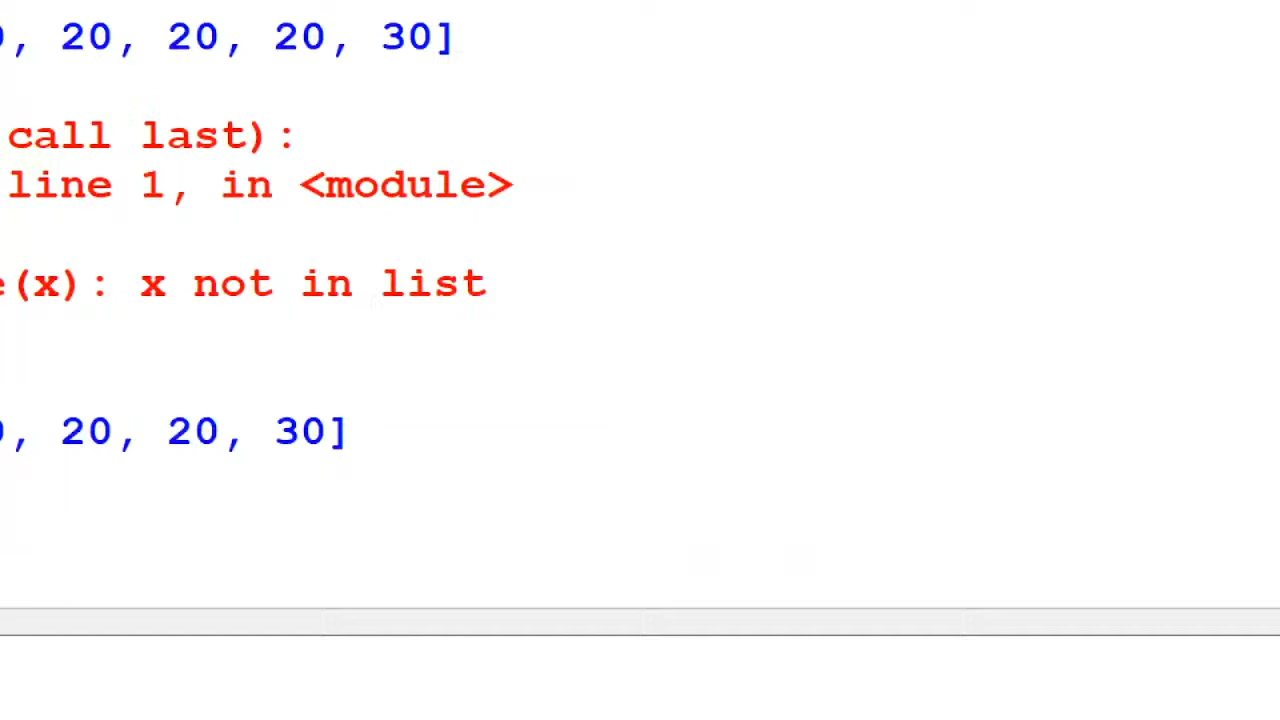 , 20, 20, 20, 30]
call last):
line 1, in <module>
e(x): x not in list
, 20, 20, 30]